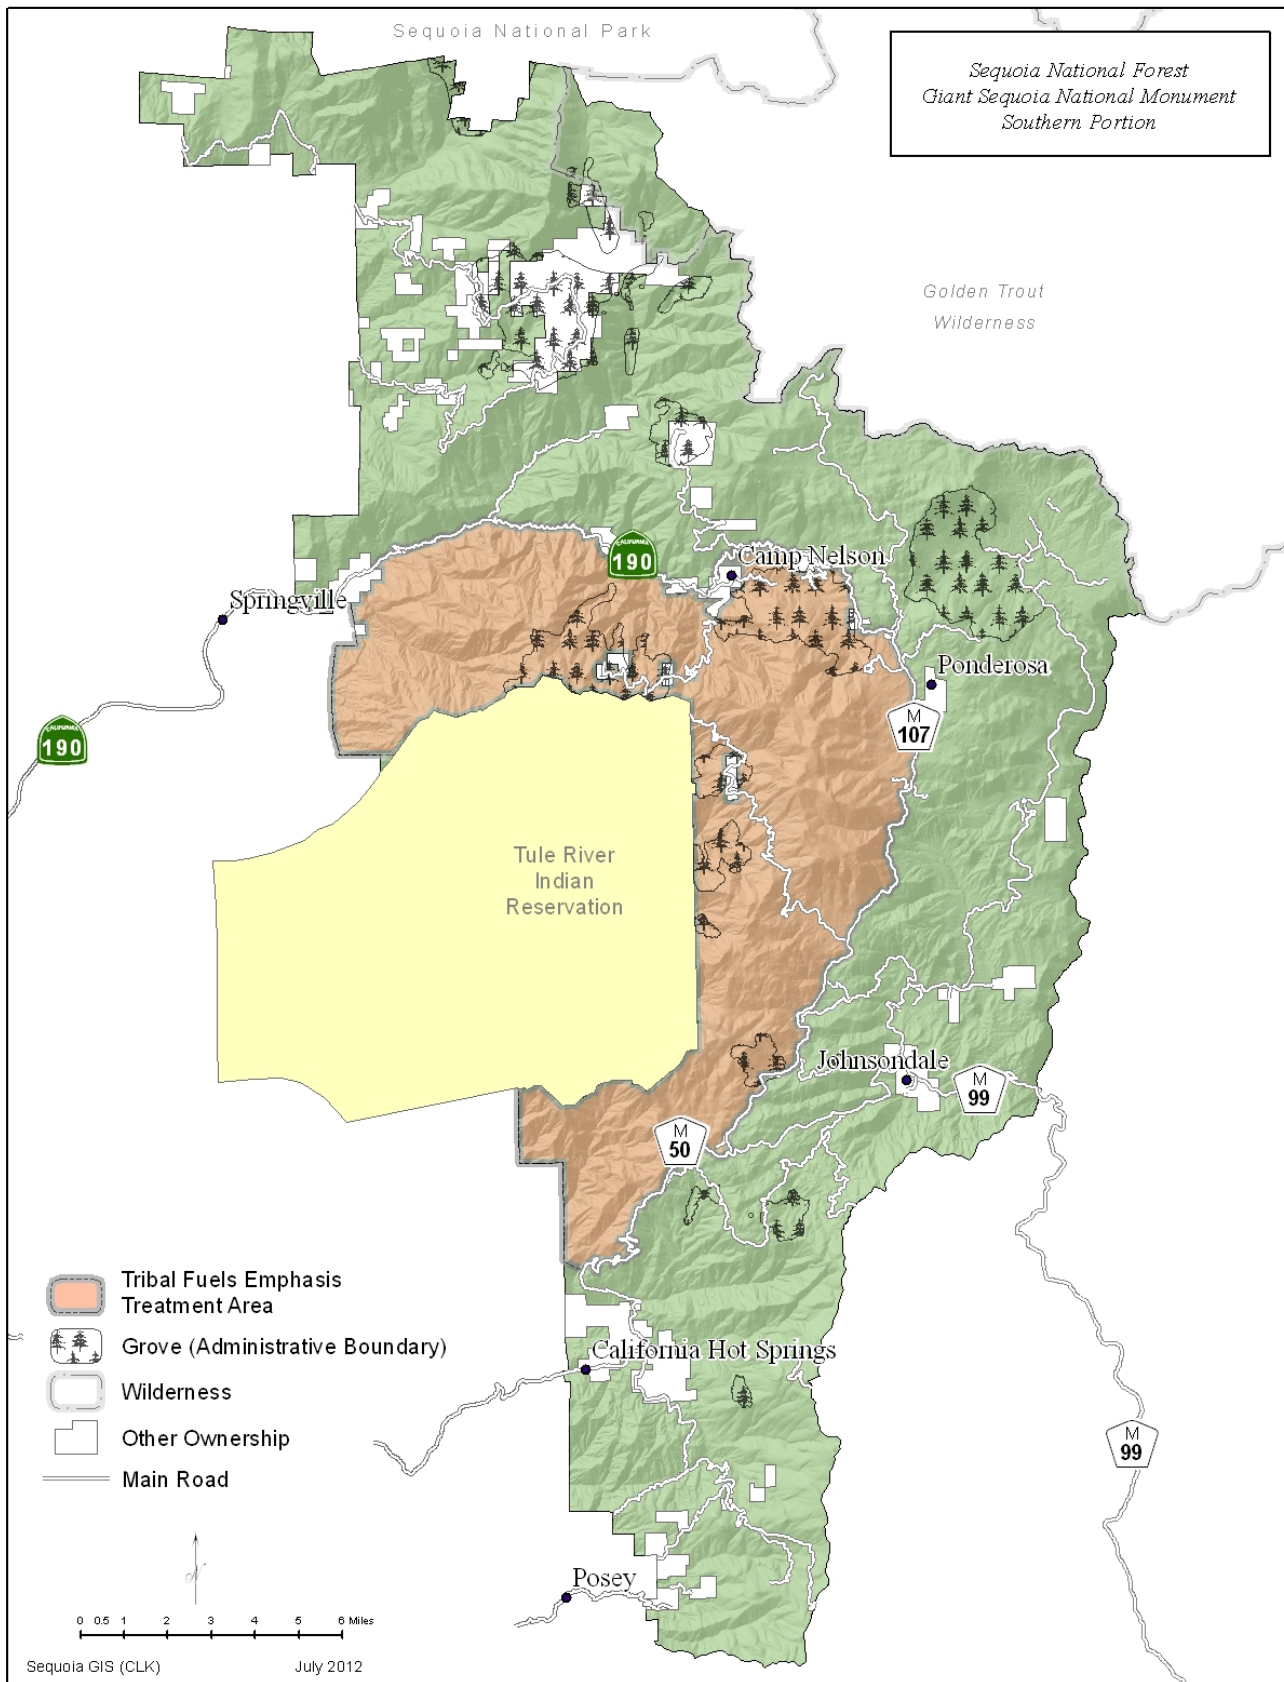 Sequoia National Park
Sequoia National Forest
Giant Sequoia National Monument
Southern Portion
Golden Trout
Wilderness
CALIFORNIA
190
Camp Nelson
Springville
Ponderosa
M
107
CALIFORNIA
190
Tule River
Indian
Reservation
Johnsondale
M
99
M
50
Tribal Fuels Emphasis
Treatment Area
Grove (Administrative Boundary)
California Hot Springs
Wilderness
Other Ownership
M
99
Main Road
Posey
0 0.5 1 2 3 4 5 6 Miles
Sequoia GIS (CLK) July 2012